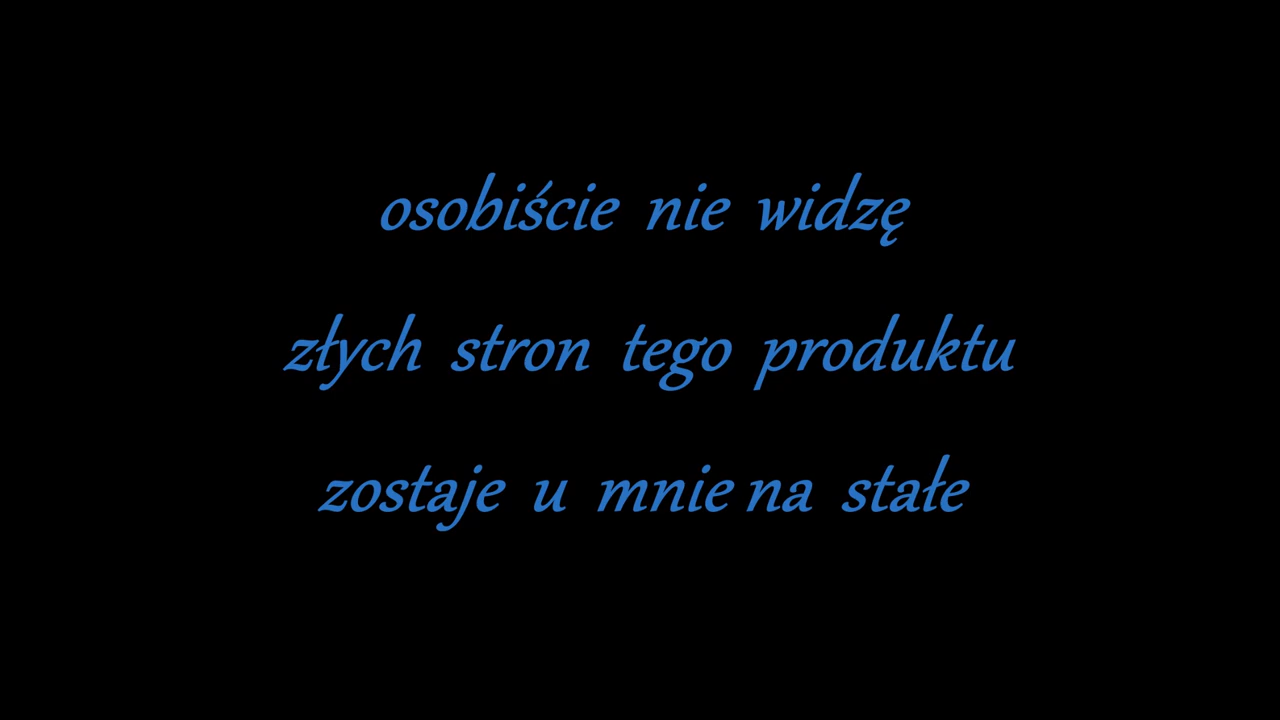 osobiście nie widzę
złych stron tego produktu
zostaje u mnie na stałe